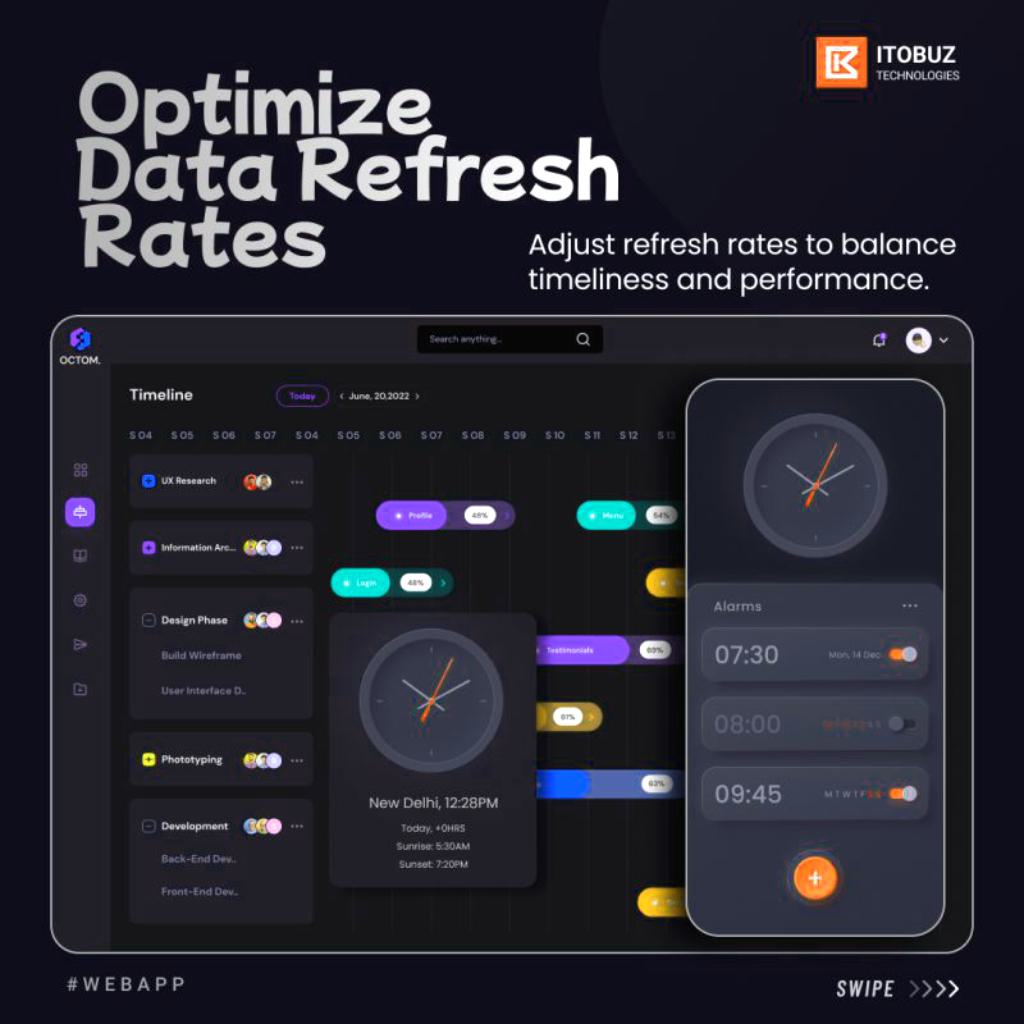 ITOBUZ
TECHNOLOGIES
Optimize
Data Refresh
Rates
Adjust refresh rates to balance
timeliness and performance.
OCTOM.
Search anything..
Timeline
Today
‹ June, 20,2022 ›
S 04 S 05 S 06 S 07 S 04 S 05 S 06 S 07 S 08 S 09 S 10 S 11 S 12 S 13
UX Research
Profile 48%
Menu 64%
Information Arc...
Login 48%
Design Phase
Build Wireframe
User Interface D..
Testimonials 69%
61%
Phototyping
63%
Development
Back-End Dev..
Front-End Dev..
New Delhi, 12:28PM
Today, +0HRS
Sunrise: 5:30AM
Sunset: 7:20PM
Alarms
07:30 Mon, 14 Dec
08:00
09:45 M T W T F S S
#WEBAPP
SWIPE